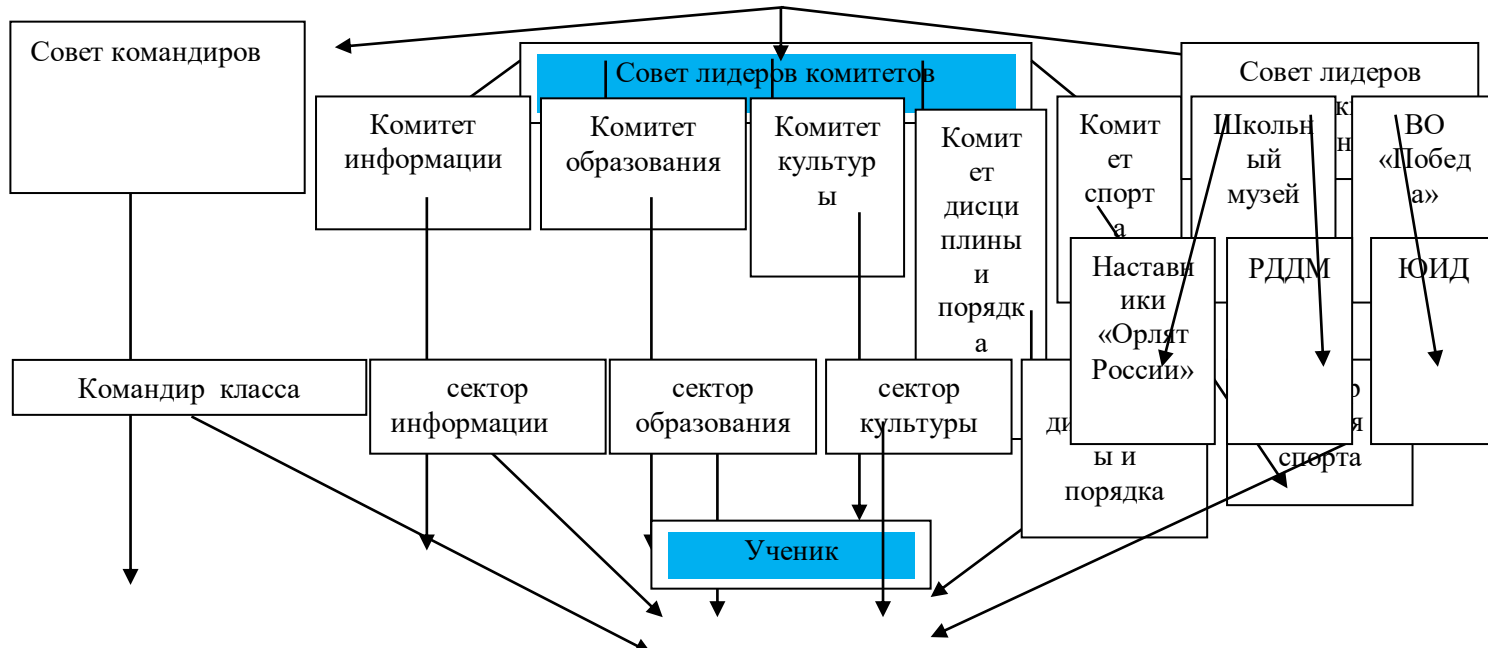 Совет командиров
Совет лидеров комитетов
Совет лидеров
Комитет
информации
Комитет
образования
Комитет
культур
ы
Комит
ет
дисци
плины
и
порядк
а
Комит
ет
спорт
а
Школьн
ый
музей
ВО
«Побед
а»
Наставн
ики
«Орлят
России»
РДДМ
ЮИД
Командир класса
сектор
информации
сектор
образования
сектор
культуры
ы и
порядка
спорта
Ученик